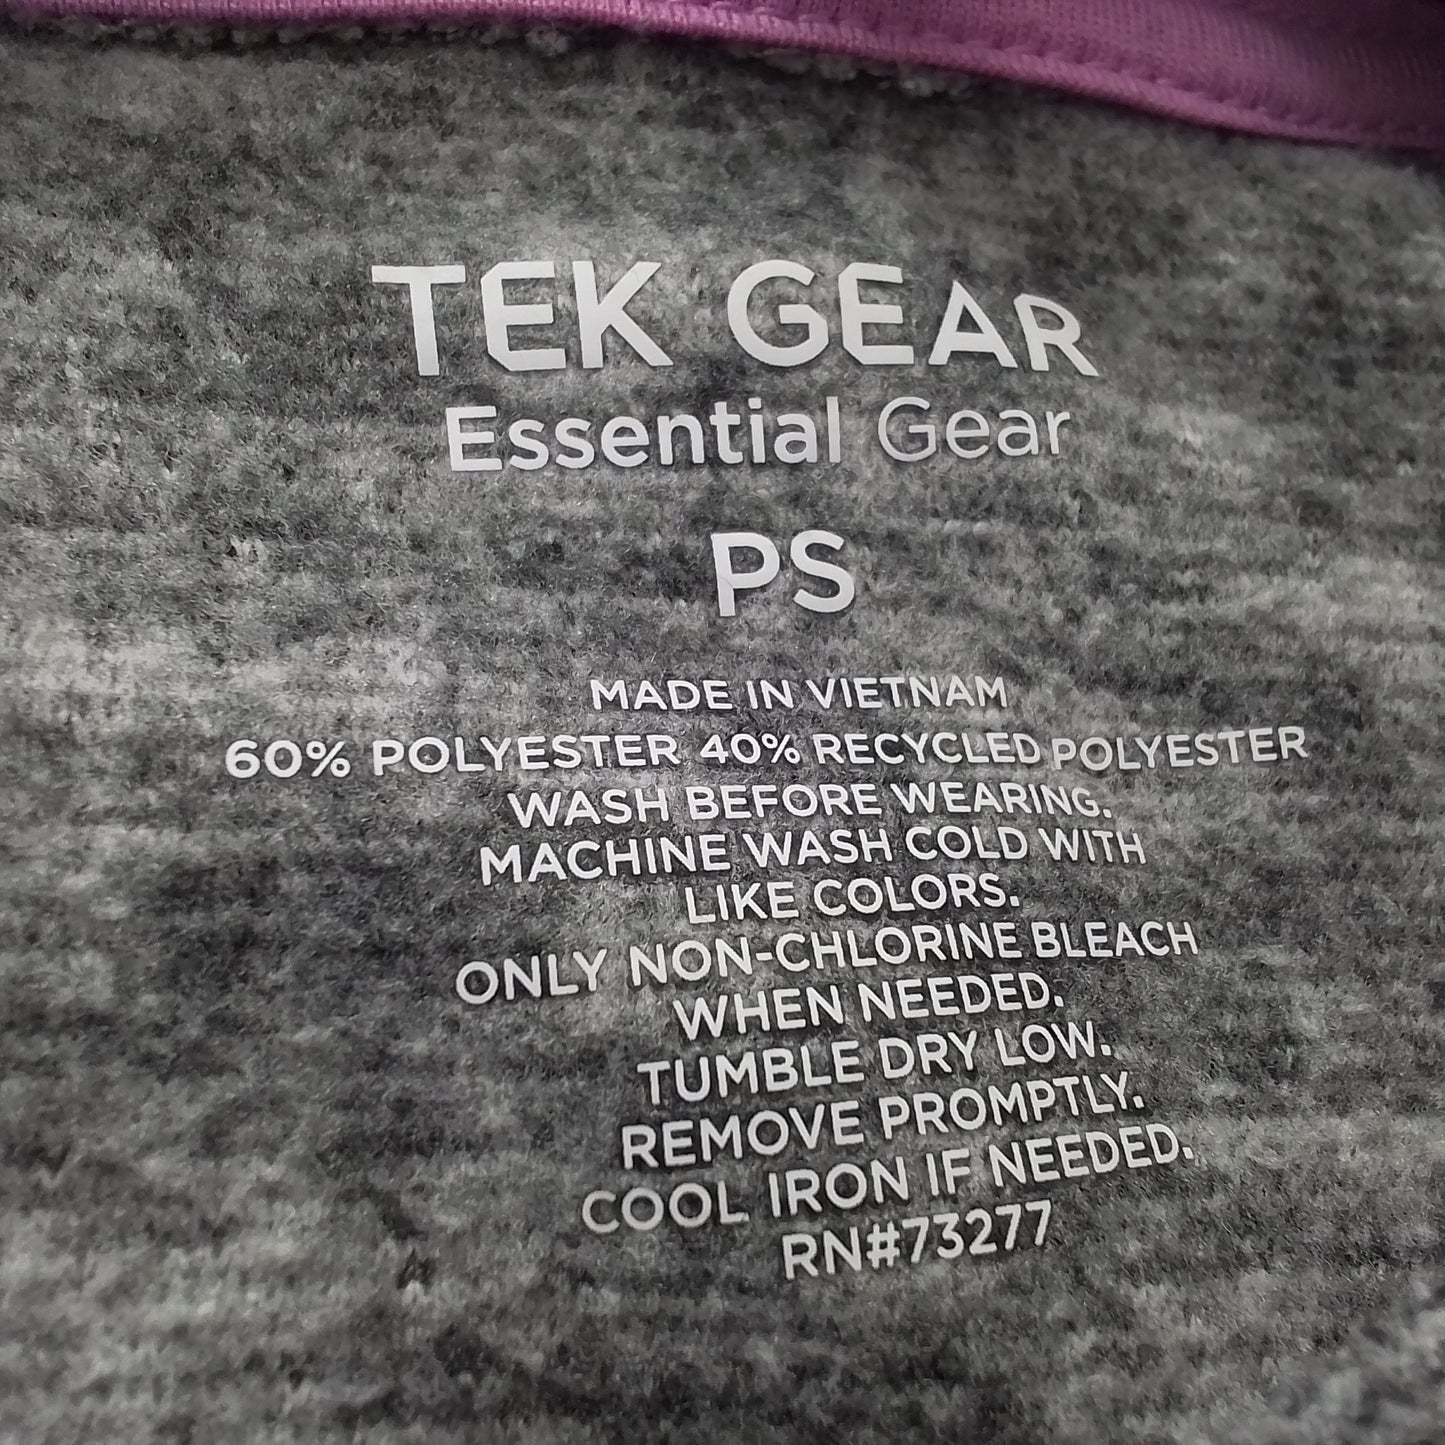 TEK GEAR
Essential Gear
PS
MADE IN VIETNAM
60% POLYESTER 40% RECYCLED POLYESTER
WASH BEFORE WEARING.
MACHINE WASH COLD WITH
LIKE COLORS.
ONLY NON-CHLORINE BLEACH
WHEN NEEDED.
TUMBLE DRY LOW.
REMOVE PROMPTLY.
COOL IRON IF NEEDED.
RN#73277